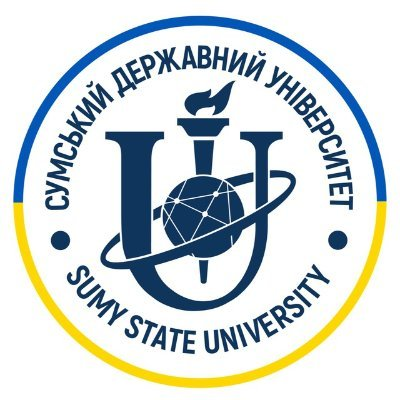 СУМСЬКИЙ ДЕРЖАВНИЙ УНІВЕРСИТЕТ
U
SUMY STATE UNIVERSITY